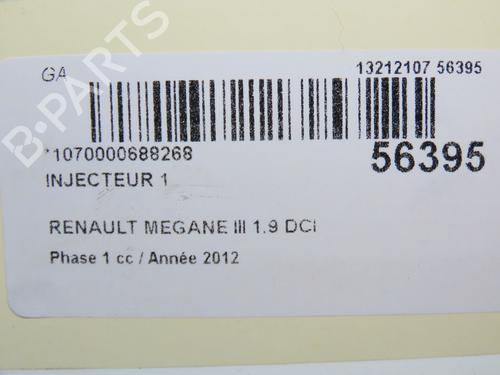 GA
13212107 56395
*1070000688268
56395
INJECTEUR 1
RENAULT MEGANE III 1.9 DCI
Phase 1 cc / Année 2012
B-PARTS